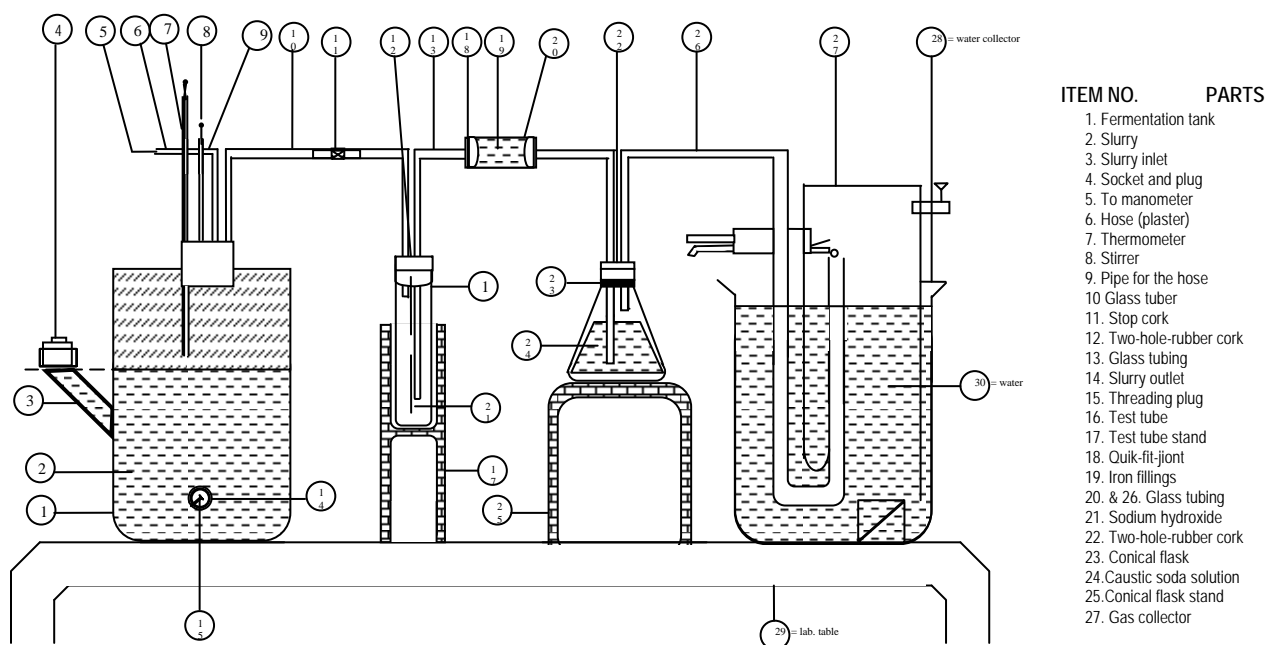 4
5
6
7
8
9
10
11
12
13
18
19
20
22
26
27
28 = water collector
1
23
24
30 = water
3
21
2
17
14
25
1
15
29 = lab. table
ITEM NO. PARTS
1. Fermentation tank
2. Slurry
3. Slurry inlet
4. Socket and plug
5. To manometer
6. Hose (plaster)
7. Thermometer
8. Stirrer
9. Pipe for the hose
10 Glass tuber
11. Stop cork
12. Two-hole-rubber cork
13. Glass tubing
14. Slurry outlet
15. Threading plug
16. Test tube
17. Test tube stand
18. Quik-fit-jiont
19. Iron fillings
20. & 26. Glass tubing
21. Sodium hydroxide
22. Two-hole-rubber cork
23. Conical flask
24.Caustic soda solution
25.Conical flask stand
27. Gas collector